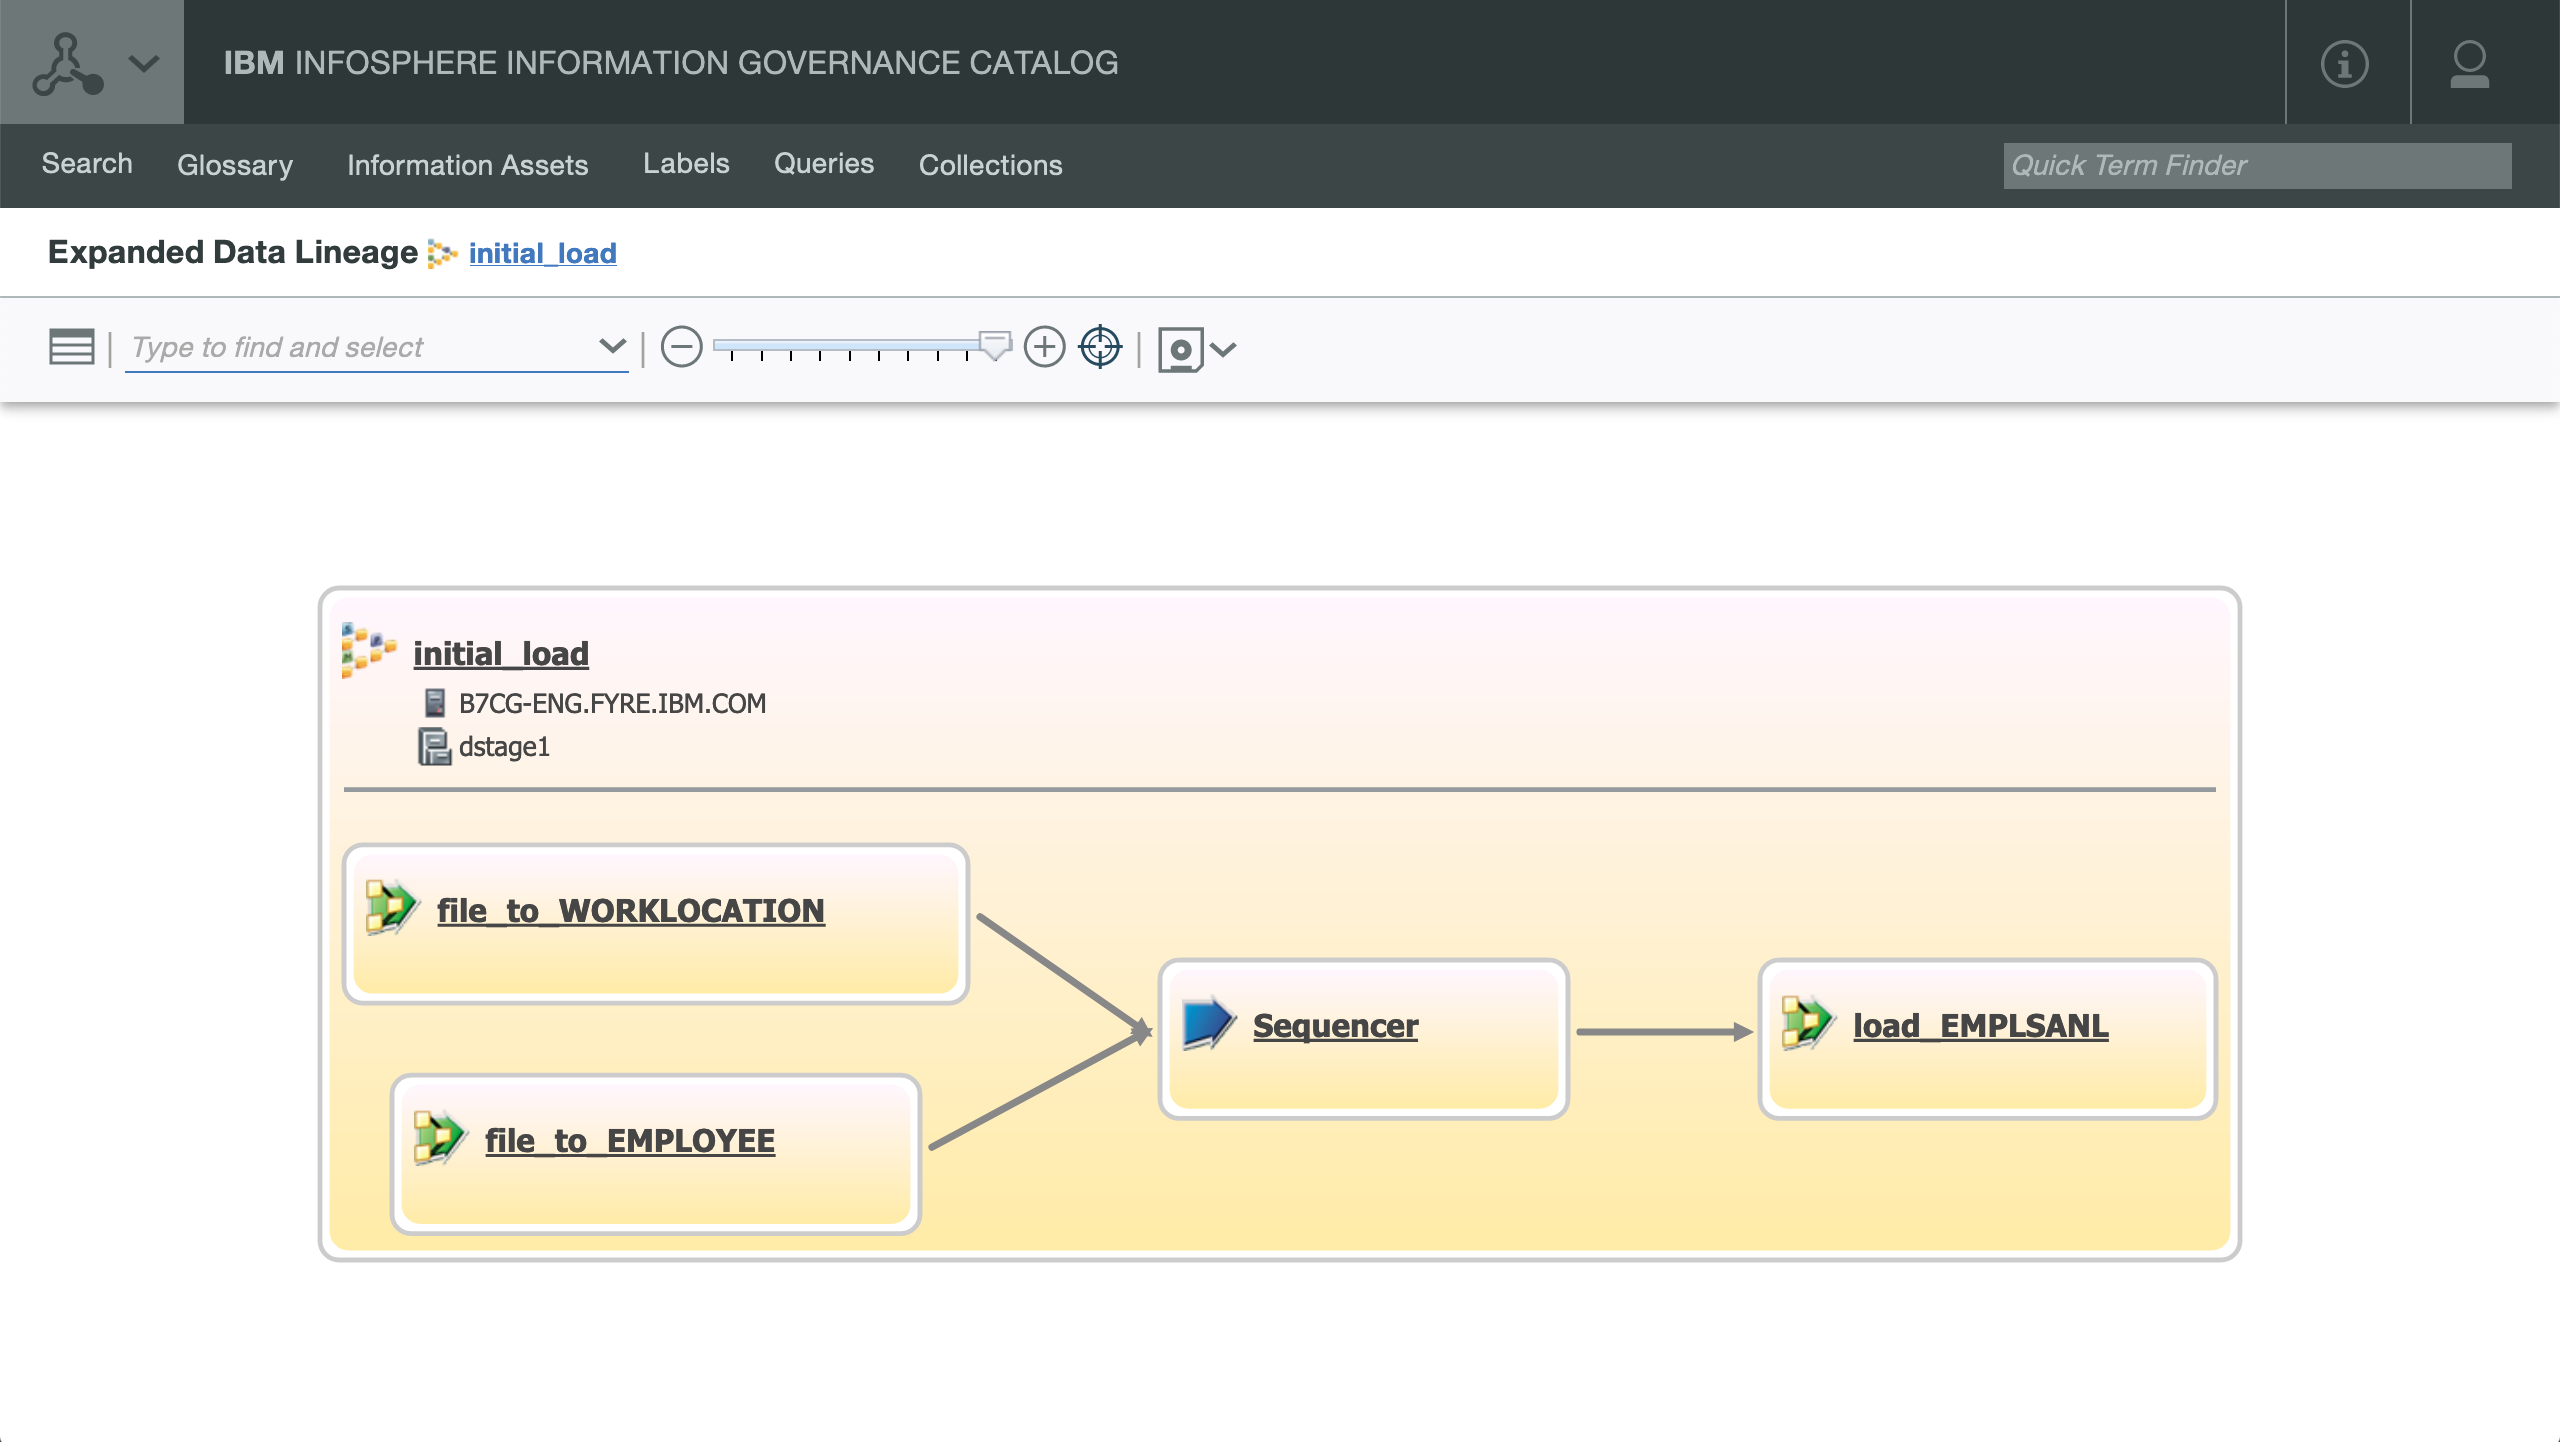 IBM INFOSPHERE INFORMATION GOVERNANCE CATALOG
Search Glossary Information Assets Labels Queries Collections Quick Term Finder
Expanded Data Lineage initial_load
Type to find and select
initial_load
B7CG-ENG.FYRE.IBM.COM
dstage1
file_to_WORKLOCATION
file_to_EMPLOYEE
Sequencer
load_EMPLSANL